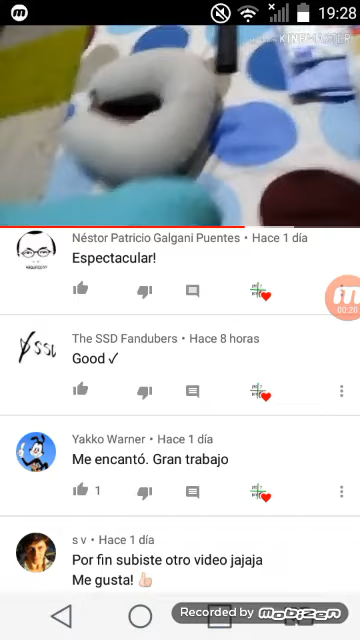 19:28
KINEMASTER
Néstor Patricio Galgani Puentes • Hace 1 día
Espectacular!
00:26
The SSD Fandubers • Hace 8 horas
Good ✓
Yakko Warner • Hace 1 día
Me encantó. Gran trabajo
1
s v • Hace 1 día
Por fin subiste otro video jajaja
Me gusta! 👍🏻
Recorded by MOBIZEN